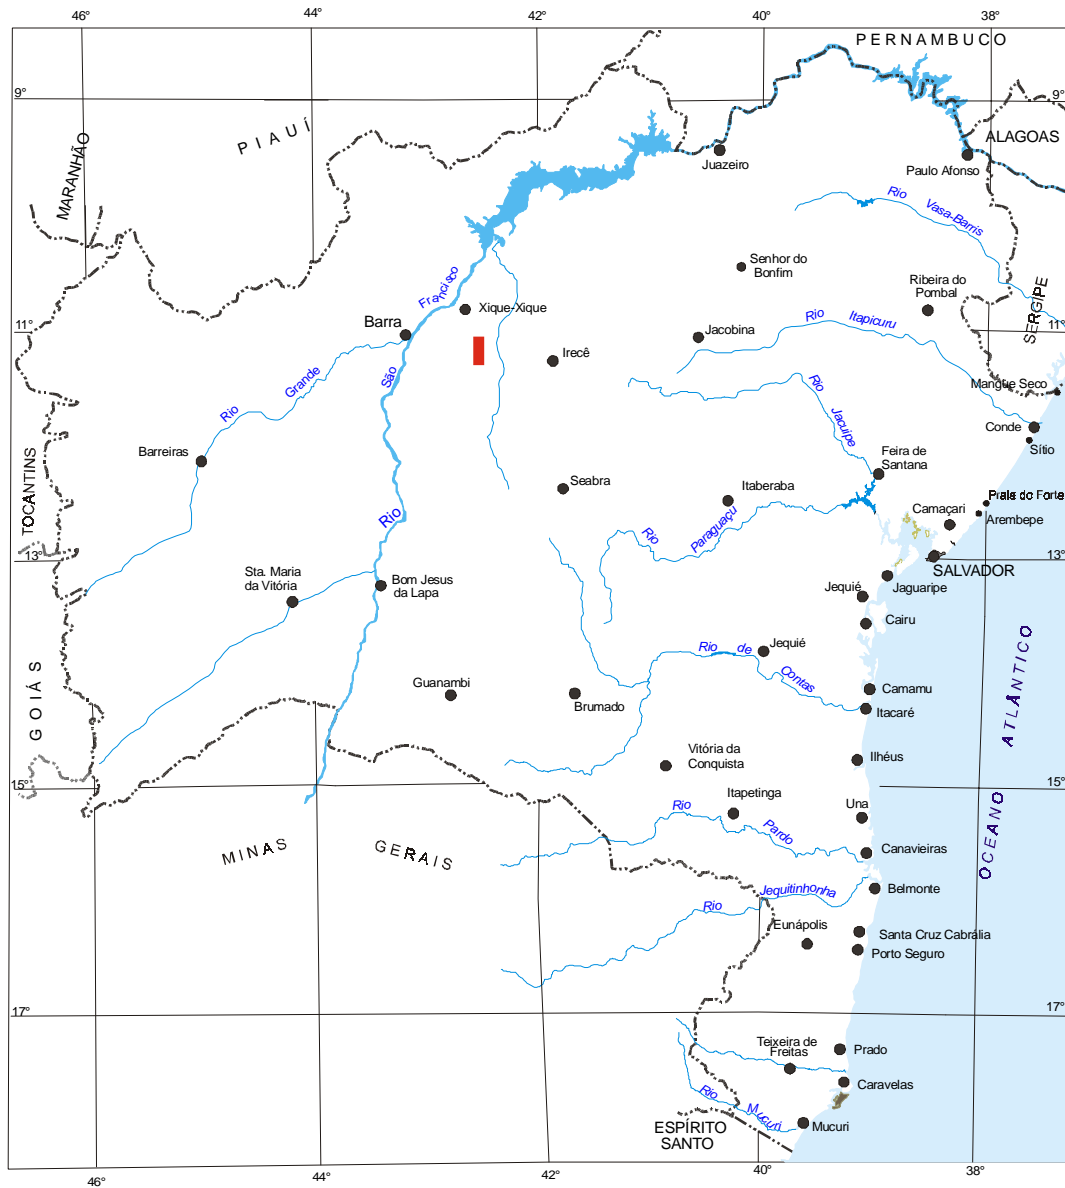 46°
44°
42°
40°
38°
PERNAMBUCO
9°
9°
PIAUÍ
MARANHÃO
ALAGOAS
Juazeiro
Paulo Afonso
Rio Vasa-Barris
Senhor do
Bonfim
Ribeira do
Pombal
SERGIPE
Francisco
Xique-Xique
Barra
Rio Itapicuru
11°
11°
Jacobina
Irecê
São
Mangue Seco
Rio Grande
Rio Jacuipe
Conde
Sítio
Barreiras
Feira de
Santana
TOCANTINS
Seabra
Itaberaba
Praia do Forte
Camaçari
Arembepe
Rio
Rio Paraguaçu
13°
13°
SALVADOR
Sta. Maria
da Vitória
Bom Jesus
da Lapa
Jequié
Jaguaripe
Cairu
OCEANO ATLÂNTICO
GOIÁS
Rio de Contas
Jequié
Guanambi
Brumado
Camamu
Itacaré
Vitória da
Conquista
Ilhéus
15°
15°
Itapetinga
Una
Rio Pardo
MINAS GERAIS
Canavieiras
Rio Jequitinhonha
Belmonte
Eunápolis
Santa Cruz Cabrália
Porto Seguro
17°
17°
Teixeira de
Freitas
Prado
Caravelas
Rio Mucuri
Mucuri
ESPÍRITO
SANTO
46°
44°
42°
40°
38°